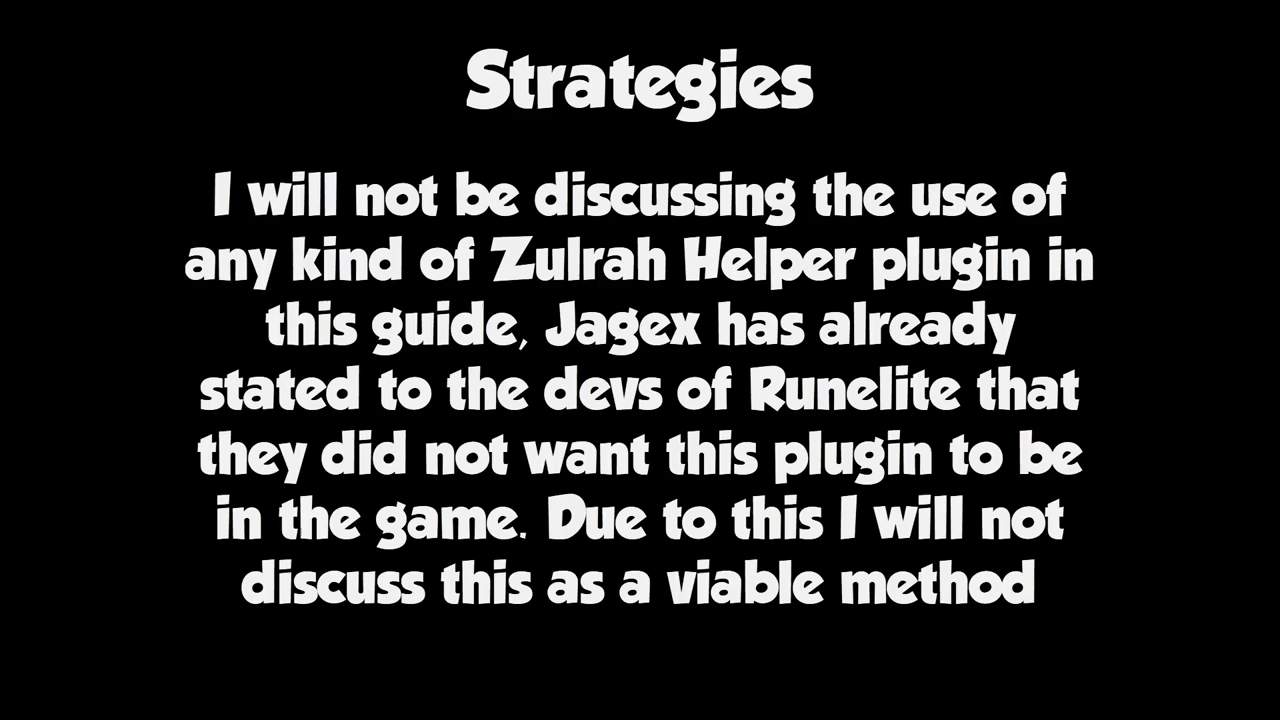 Strategies
I will not be discussing the use of
any kind of Zulrah Helper plugin in
this guide, Jagex has already
stated to the devs of Runelite that
they did not want this plugin to be
in the game. Due to this I will not
discuss this as a viable method